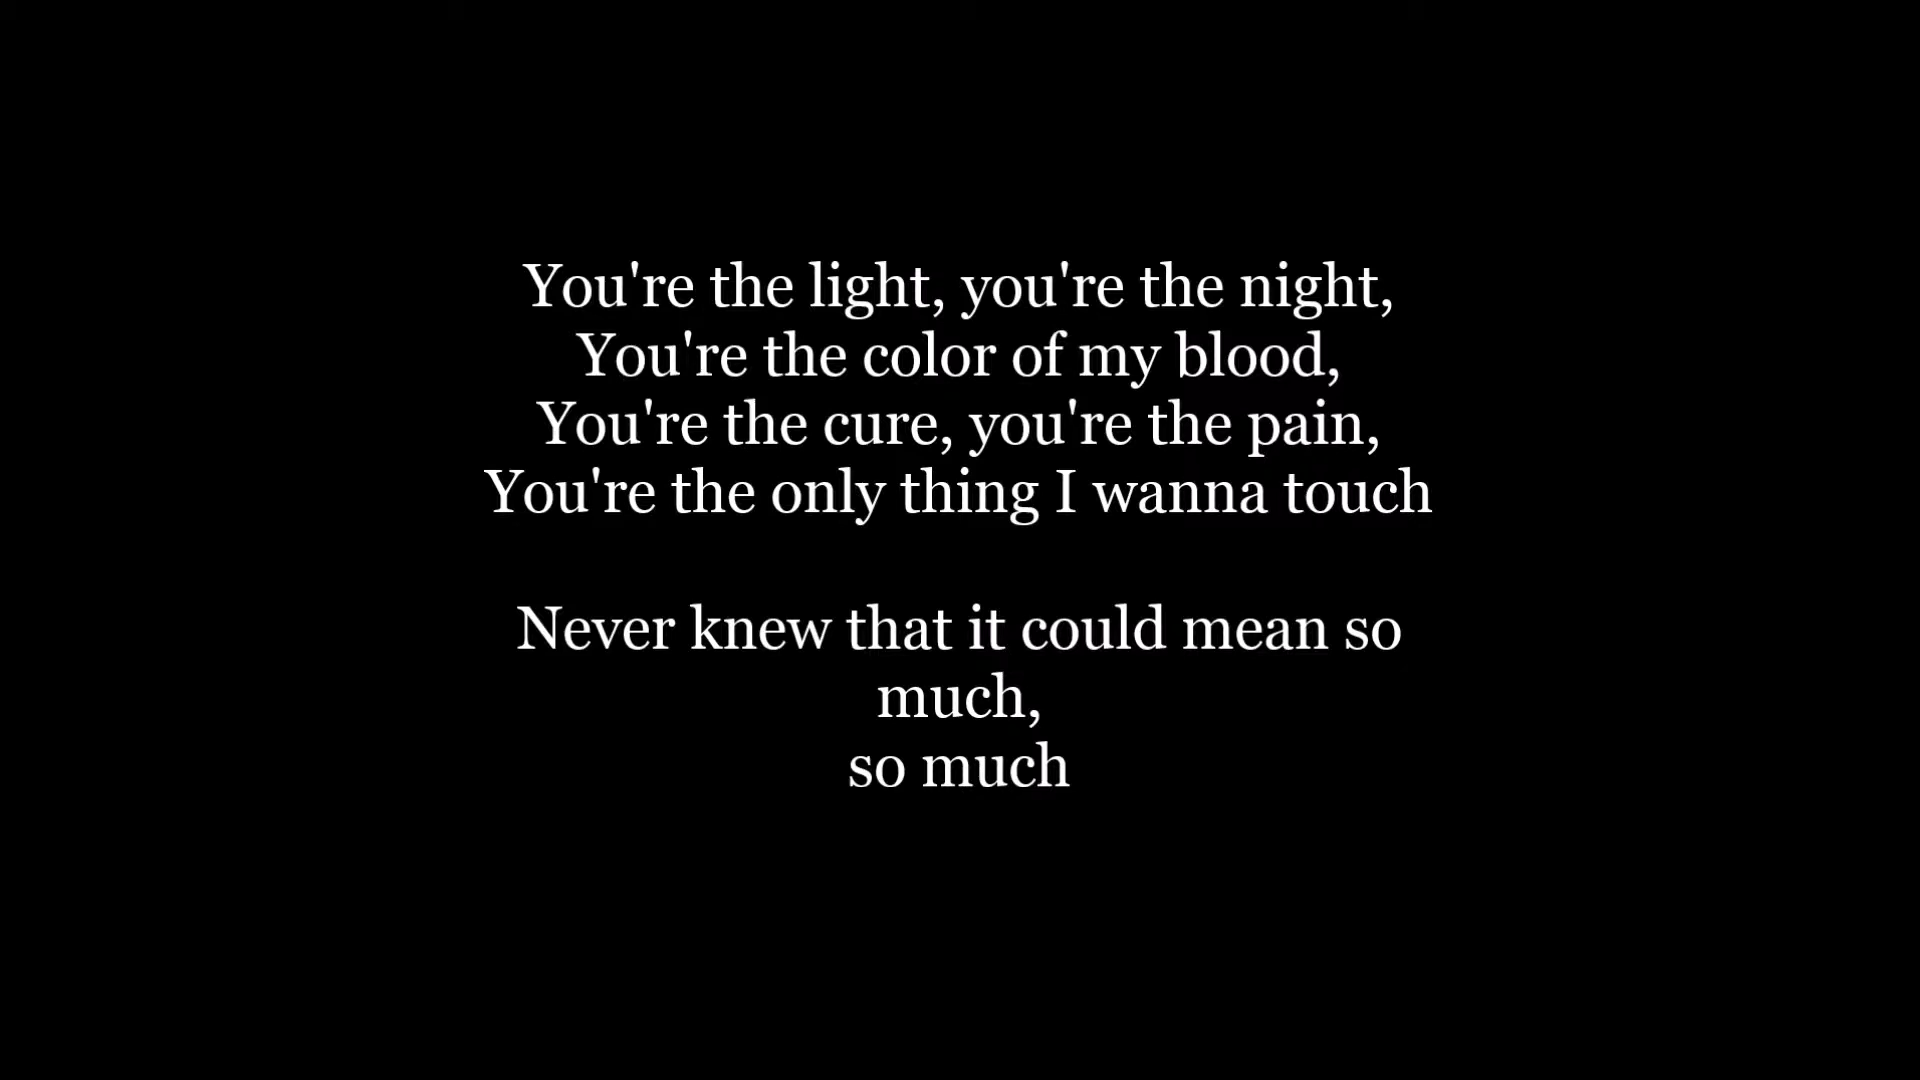 You're the light, you're the night,
You're the color of my blood,
You're the cure, you're the pain,
You're the only thing I wanna touch
Never knew that it could mean so
much,
so much